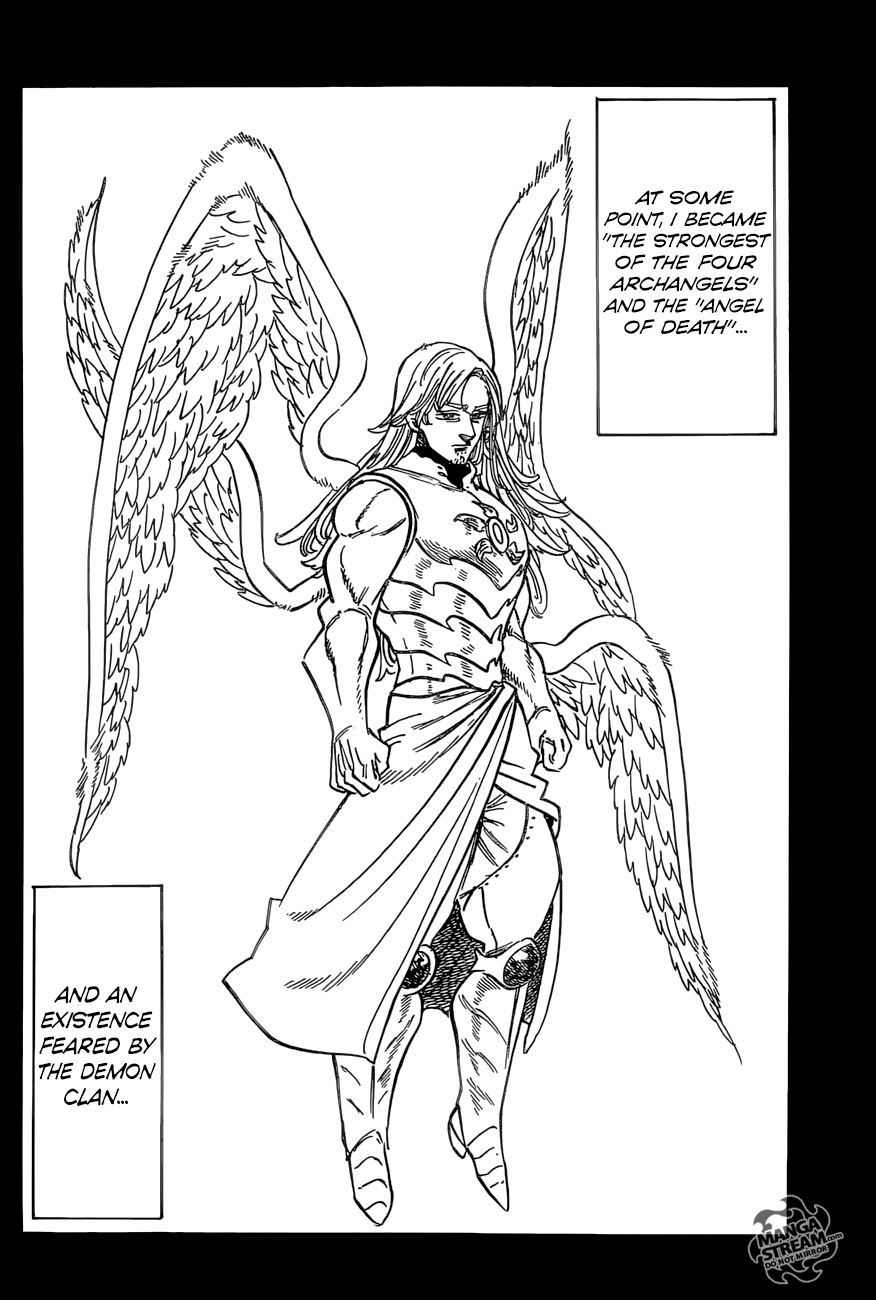 AT SOME
POINT, I BECAME
"THE STRONGEST
OF THE FOUR
ARCHANGELS"
AND THE "ANGEL
OF DEATH"...
AND AN
EXISTENCE
FEARED BY
THE DEMON
CLAN...
MANGA
STREAM.com
DO NOT MIRROR